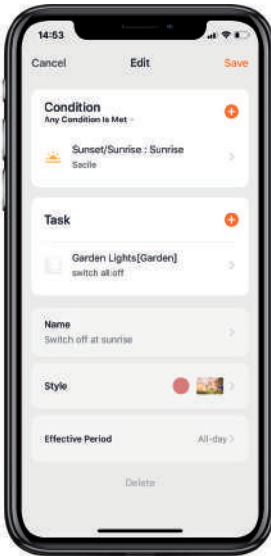 14:53
Cancel Edit Save
Condition
Any Condition Is Met
Sunset/Sunrise : Sunrise
Sacile
Task
Garden Lights[Garden]
switch all:off
Name
Switch off at sunrise
Style
Effective Period All-day
Delete